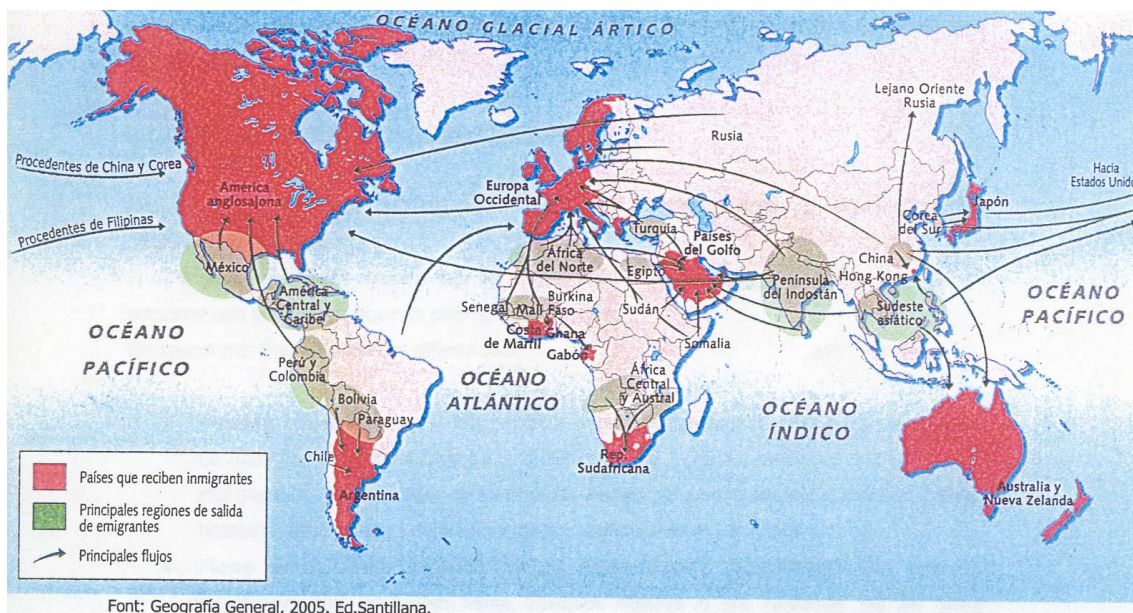 OCÉANO GLACIAL ÁRTICO
Lejano Oriente
Rusia
Rusia
Procedentes de China y Corea
América
anglosajona
Europa
Occidental
Hacia
Estados Unidos
Japón
Corea
del Sur
Procedentes de Filipinas
Turquía
Países
del Golfo
China
México
África
del Norte
Egipto
Hong Kong
Península
del Indostán
América
Central y
Caribe
Senegal
Malí
Burkina
Faso
Sudán
Sudeste
asiático
OCÉANO
PACÍFICO
Costa
de Marfil
Ghana
Somalia
OCÉANO
PACÍFICO
Gabón
Perú y
Colombia
OCÉANO
ATLÁNTICO
África
Central
y Austral
Bolivia
Paraguay
OCÉANO
ÍNDICO
Chile
Rep.
Sudafricana
Argentina
Australia y
Nueva Zelanda
Países que reciben inmigrantes
Principales regiones de salida
de emigrantes
Principales flujos
Font: Geografía General, 2005, Ed.Santillana.